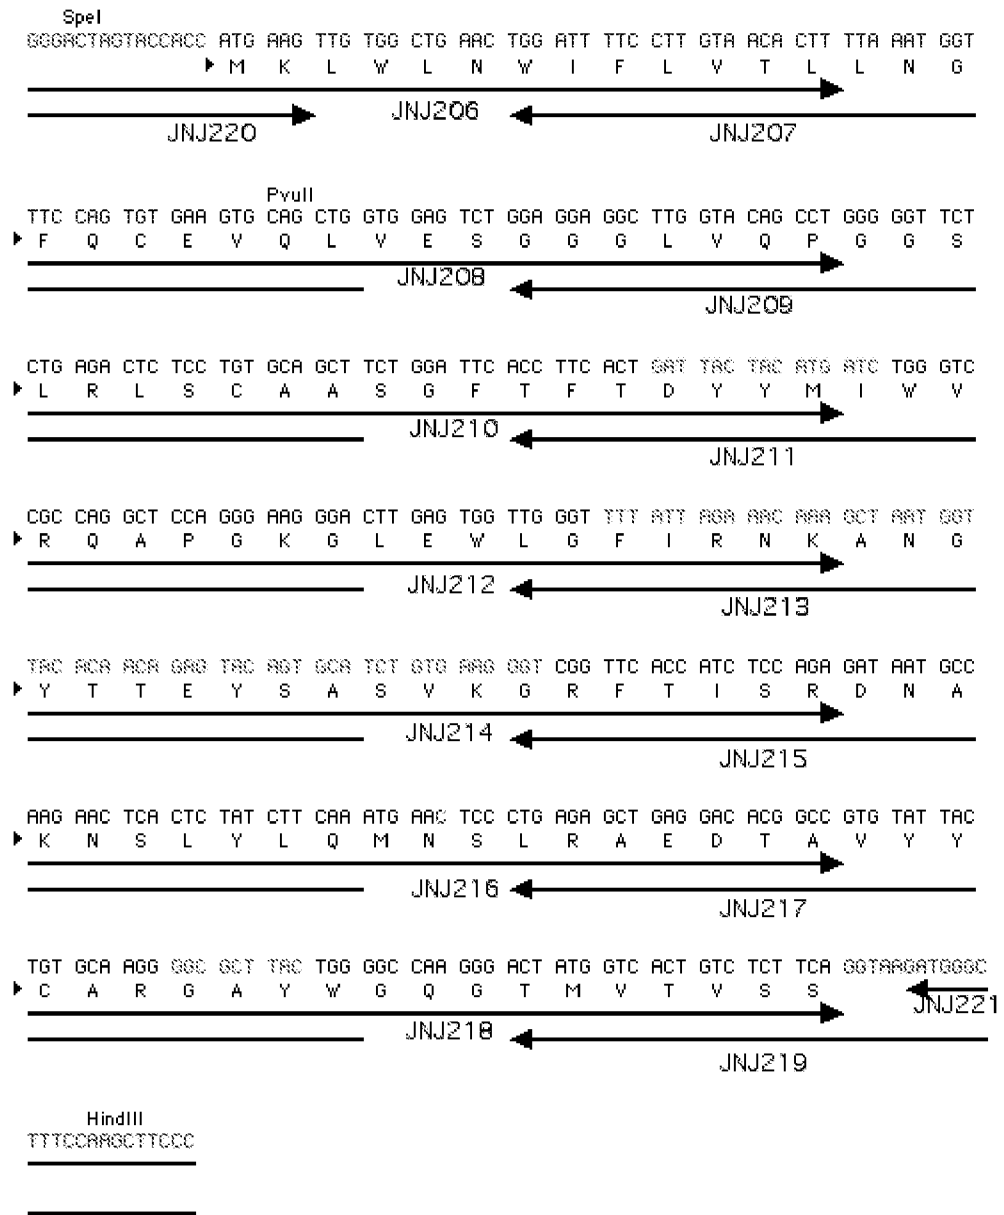 SpeI
GGGACTAGTACCACC ATG AAG TTG TGG CTG AAC TGG ATT TTC CTT GTA ACA CTT TTA AAT GGT
M K L W L N W I F L V T L L N G
JNJ206
JNJ220 JNJ207
PvuII
TTC CAG TGT GAA GTG CAG CTG GTG GAG TCT GGA GGA GGC TTG GTA CAG CCT GGG GGT TCT
F Q C E V Q L V E S G G G L V Q P G G S
JNJ208
JNJ209
CTG AGA CTC TCC TGT GCA GCT TCT GGA TTC ACC TTC ACT GAT TAC TAC ATG ATC TGG GTC
L R L S C A A S G F T F T D Y Y M I W V
JNJ210
JNJ211
CGC CAG GCT CCA GGG AAG GGA CTT GAG TGG TTG GGT TTT ATT AGA AAC AAA GCT AAT GGT
R Q A P G K G L E W L G F I R N K A N G
JNJ212
JNJ213
TAC ACA ACA GAG TAC AGT GCA TCT GTG AAG GGT CGG TTC ACC ATC TCC AGA GAT AAT GCC
Y T T E Y S A S V K G R F T I S R D N A
JNJ214
JNJ215
AAG AAC TCA CTC TAT CTT CAA ATG AAC TCC CTG AGA GCT GAG GAC ACG GCC GTG TAT TAC
K N S L Y L Q M N S L R A E D T A V Y Y
JNJ216
JNJ217
TGT GCA AGG GGC GCT TAC TGG GGC CAA GGG ACT ATG GTC ACT GTC TCT TCA GGTAAGATGGGC
C A R G A Y W G Q G T M V T V S S
JNJ221
JNJ218
JNJ219
HindIII
TTTCCAAGCTTCCC